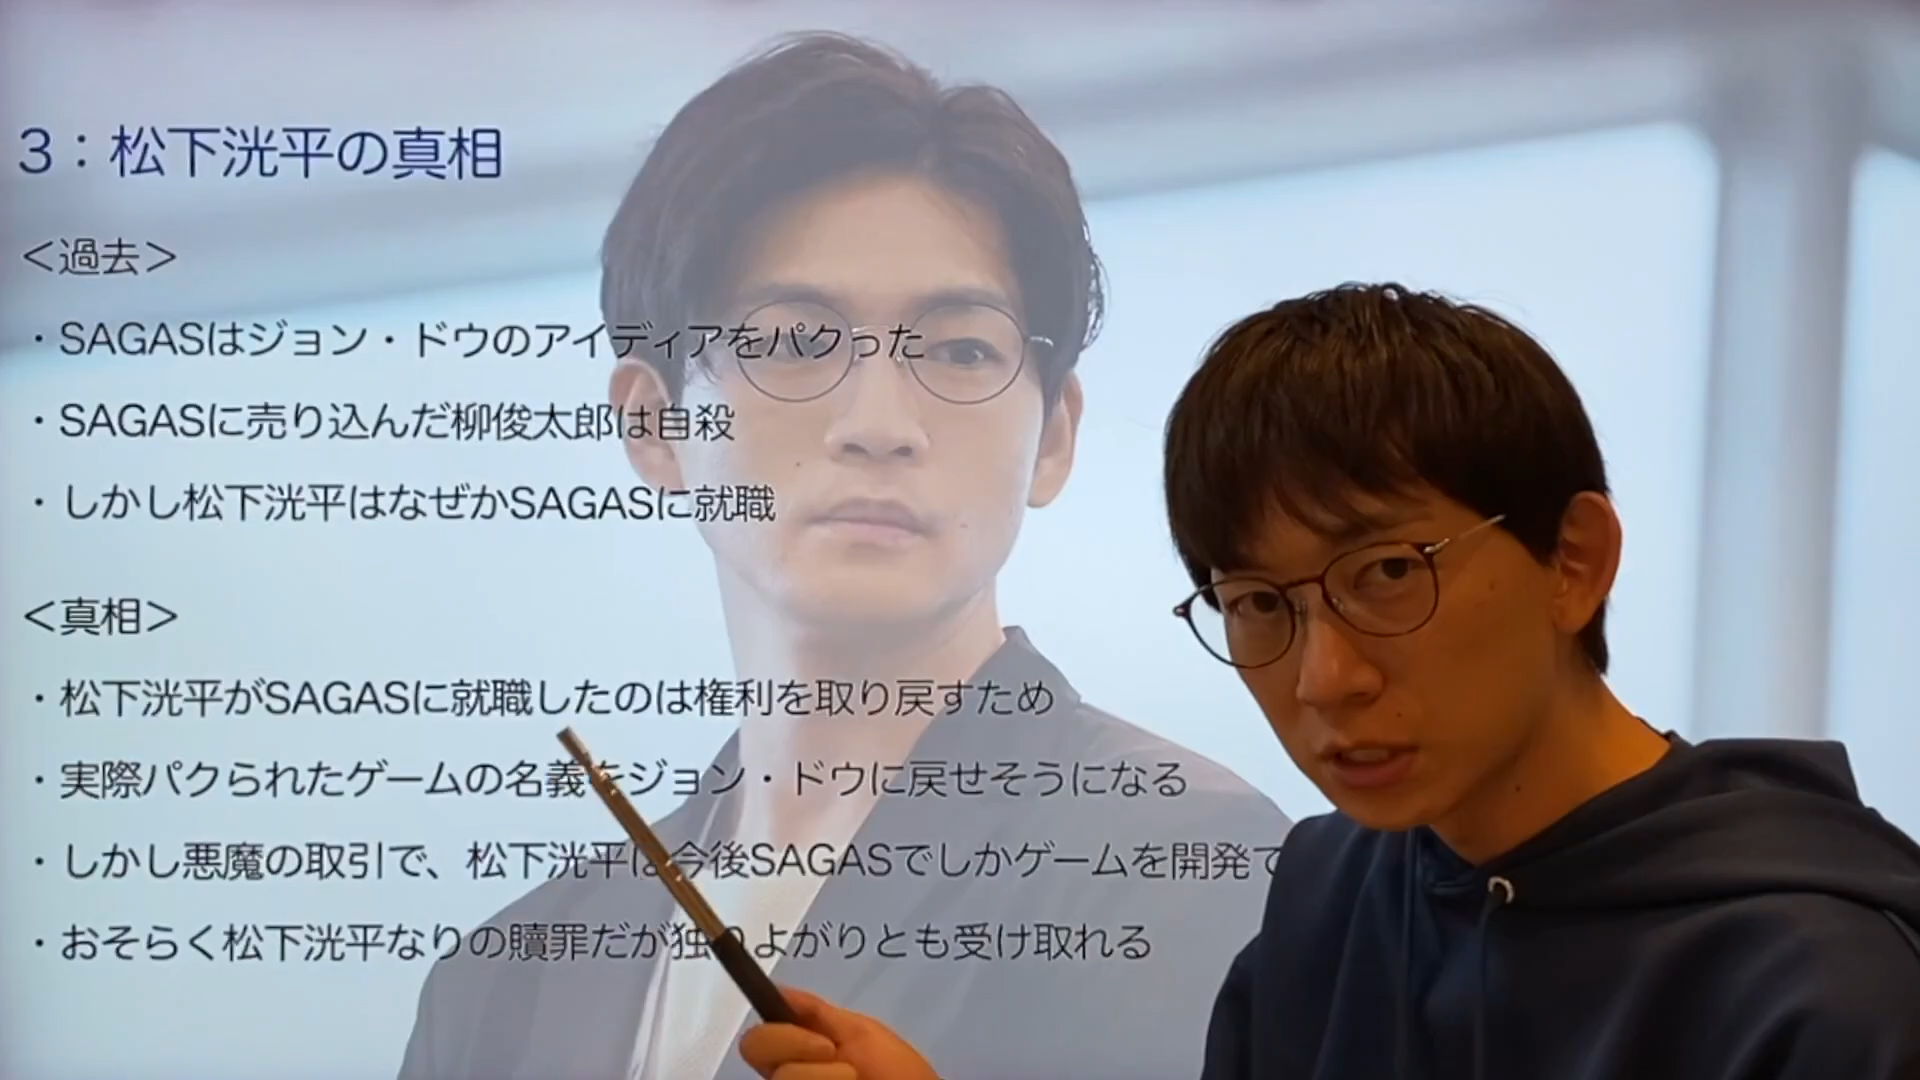 3：松下洸平の真相
＜過去＞
・SAGASはジョン・ドウのアイディアをパクった
・SAGASに売り込んだ柳俊太郎は自殺
・しかし松下洸平はなぜかSAGASに就職
＜真相＞
・松下洸平がSAGASに就職したのは権利を取り戻すため
・実際パクられたゲームの名義をジョン・ドウに戻せそうになる
・しかし悪魔の取引で、松下洸平は今後SAGASでしかゲームを開発で
・おそらく松下洸平なりの贖罪だが独りよがりとも受け取れる